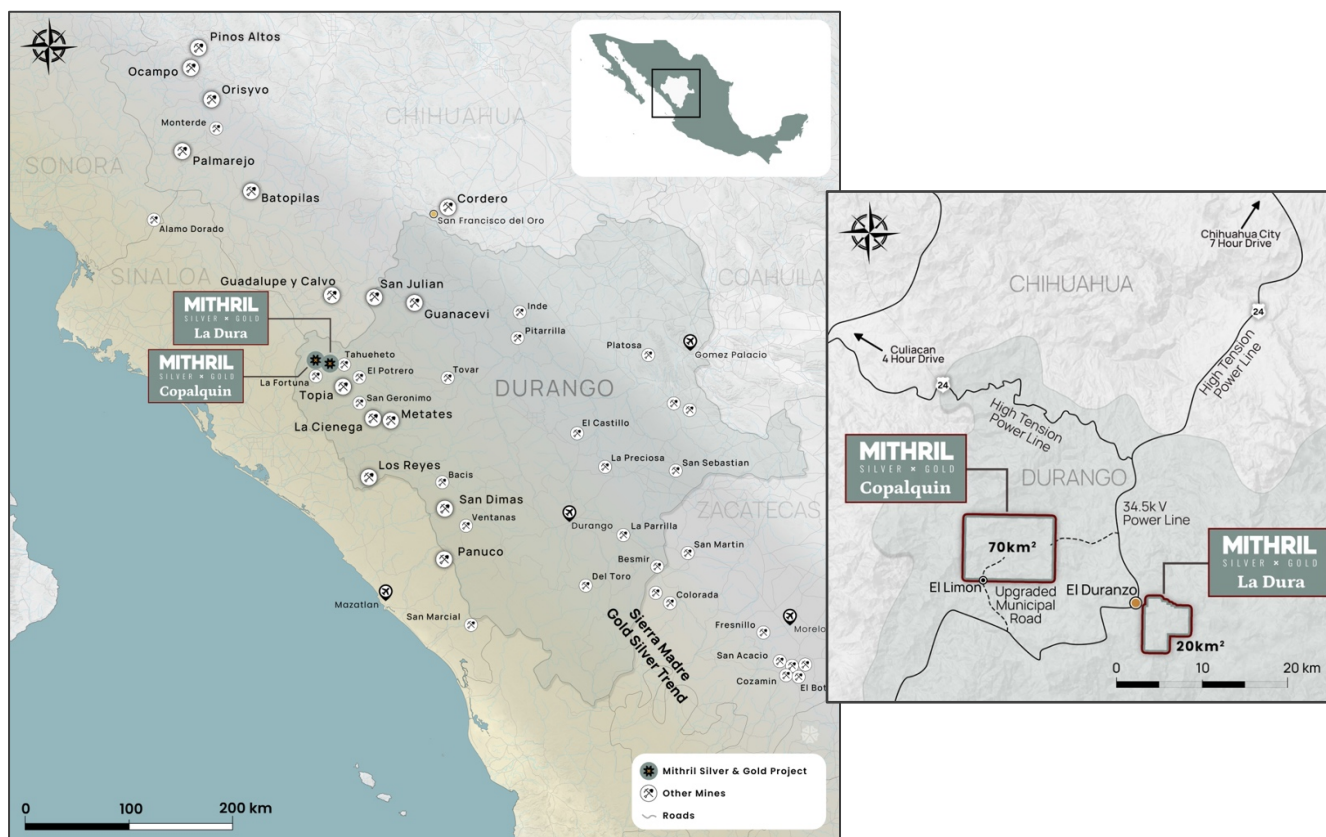 Pinos Altos
Ocampo
Orisyvo
Monterde
CHIHUAHUA
SONORA
Palmarejo
Batopilas
Cordero
San Francisco del Oro
Alamo Dorado
SINALOA
COAHUILA
Guadalupe y Calvo
San Julian
Guanacevi
MITHRIL
SILVER × GOLD
La Dura
Inde
Pitarrilla
Platosa
Gomez Palacio
MITHRIL
SILVER × GOLD
Copalquin
Tahueheto
La Fortuna
El Potrero
Tovar
DURANGO
Topia
San Geronimo
La Cienega
Metates
El Castillo
La Preciosa
San Sebastian
Los Reyes
Bacis
San Dimas
Ventanas
ZACATECAS
Durango
La Parrilla
San Martin
Panuco
Besmir
Del Toro
Colorada
Mazatlan
San Marcial
Sierra Madre
Gold Silver Trend
Fresnillo
Morelo
San Acacio
Cozamin
El Bot
Mithril Silver & Gold Project
Other Mines
Roads
0 100 200 km
Chihuahua City
7 Hour Drive
CHIHUAHUA
24
Culiacan
4 Hour Drive
24
High Tension
Power Line
High Tension
Power Line
MITHRIL
SILVER × GOLD
Copalquin
DURANGO
34.5k V
Power Line
70km²
MITHRIL
SILVER × GOLD
La Dura
El Limon
Upgraded
Municipal
Road
El Duranzo
20km²
0 10 20 km